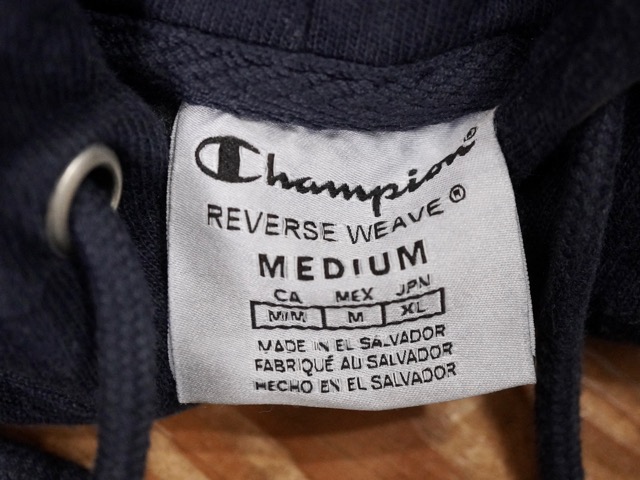 Champion®
REVERSE WEAVE®
MEDIUM
CA MEX JPN
M/M M XL
MADE IN EL SALVADOR
FABRIQUÉ AU SALVADOR
HECHO EN EL SALVADOR